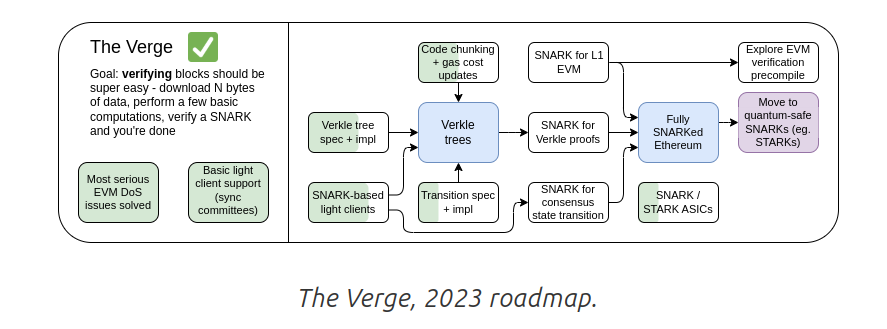 The Verge
Goal: verifying blocks should be
super easy - download N bytes
of data, perform a few basic
computations, verify a SNARK
and you're done
Most serious
EVM DoS
issues solved
Basic light
client support
(sync
committees)
Code chunking
+ gas cost
updates
SNARK for L1
EVM
Explore EVM
verification
precompile
Verkle tree
spec + impl
Verkle
trees
SNARK for
Verkle proofs
Fully
SNARKed
Ethereum
Move to
quantum-safe
SNARKs (eg.
STARKs)
SNARK-based
light clients
Transition spec
+ impl
SNARK for
consensus
state transition
SNARK /
STARK ASICs
The Verge, 2023 roadmap.